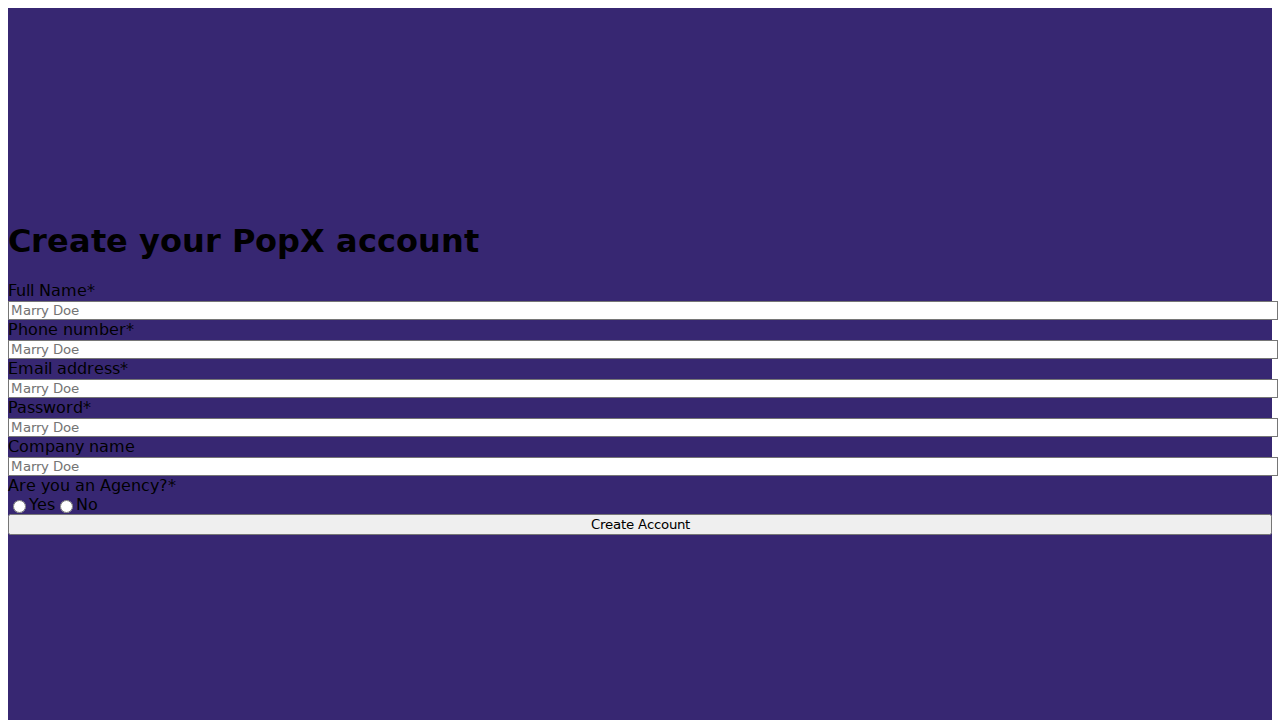 Create your PopX account
Full Name*
Marry Doe
Phone number*
Marry Doe
Email address*
Marry Doe
Password*
Marry Doe
Company name
Marry Doe
Are you an Agency?*
Yes No
Create Account